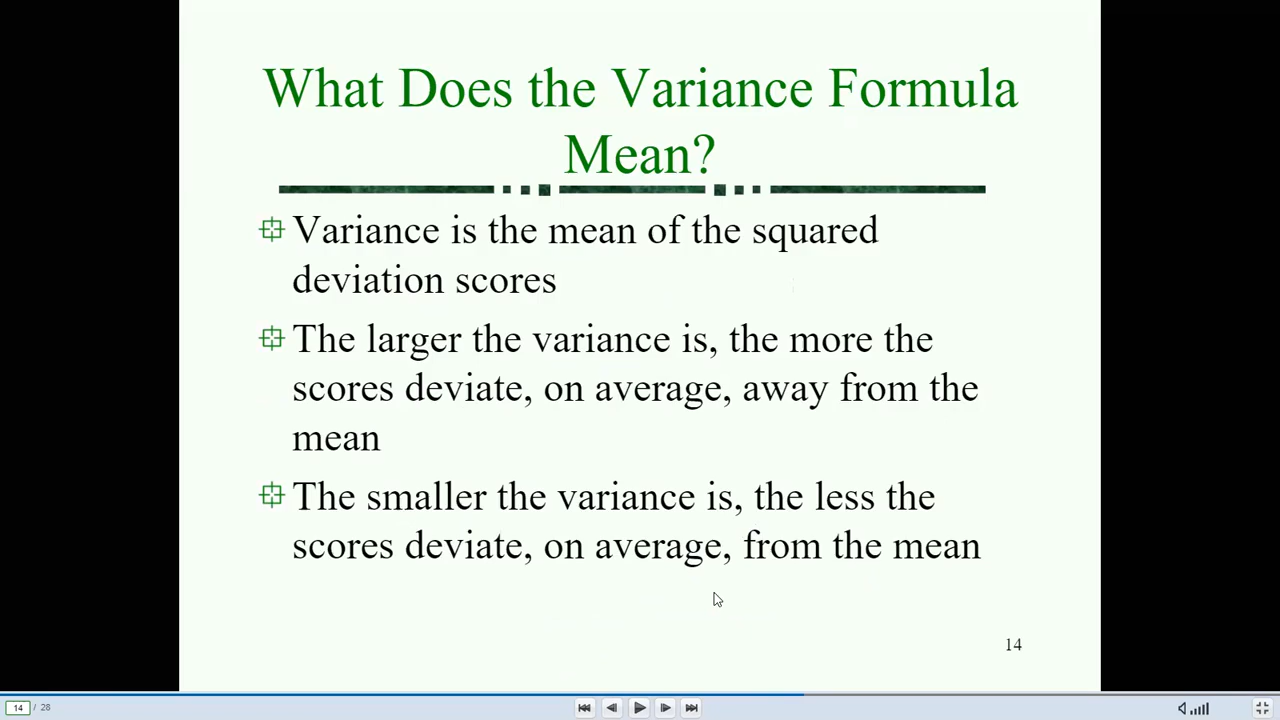 What Does the Variance Formula
Mean?
Variance is the mean of the squared
deviation scores
The larger the variance is, the more the
scores deviate, on average, away from the
mean
The smaller the variance is, the less the
scores deviate, on average, from the mean
14
14 / 28